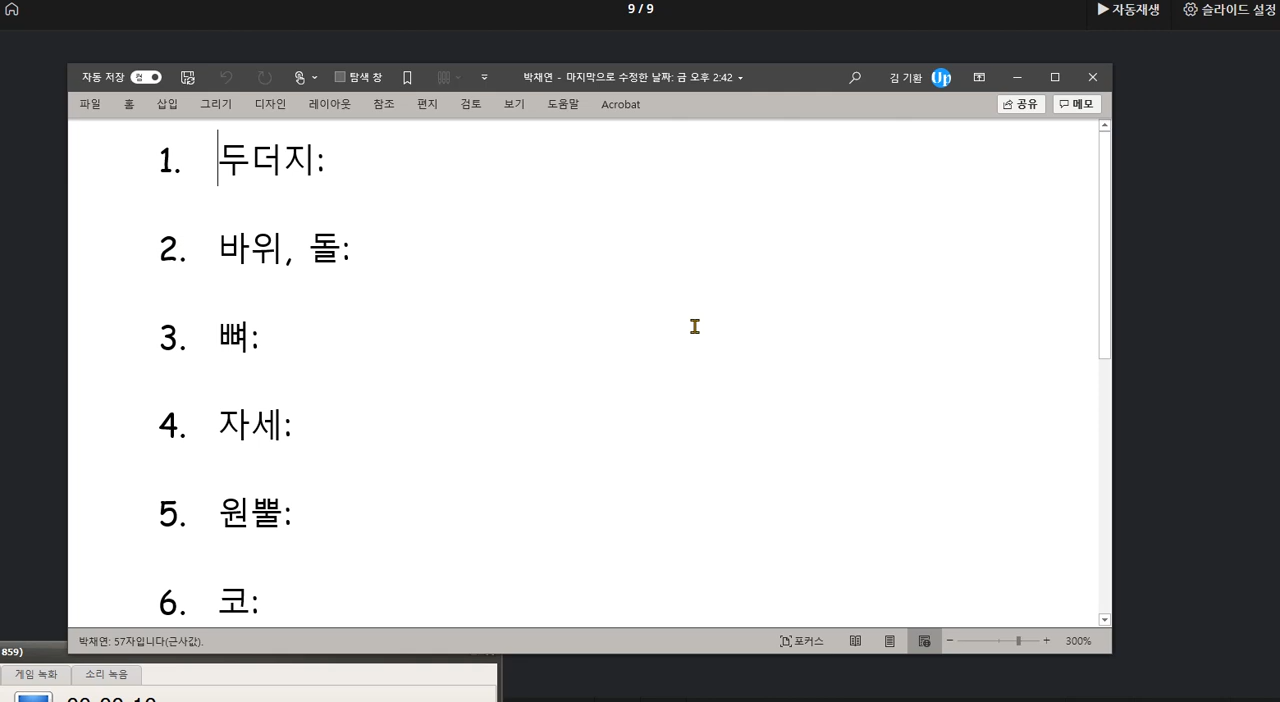 9 / 9
자동재생
슬라이드 설정
자동 저장
컴
탐색 창
박채연 - 마지막으로 수정한 날짜: 금 오후 2:42
김 기환
Up
파일 홈 삽입 그리기 디자인 레이아웃 참조 편지 검토 보기 도움말 Acrobat
공유
메모
1. 두더지:
2. 바위, 돌:
3. 뼈:
4. 자세:
5. 원뿔:
6. 코:
박채연: 57자입니다(근사값).
포커스
300%
859)
게임 녹화
소리 녹음